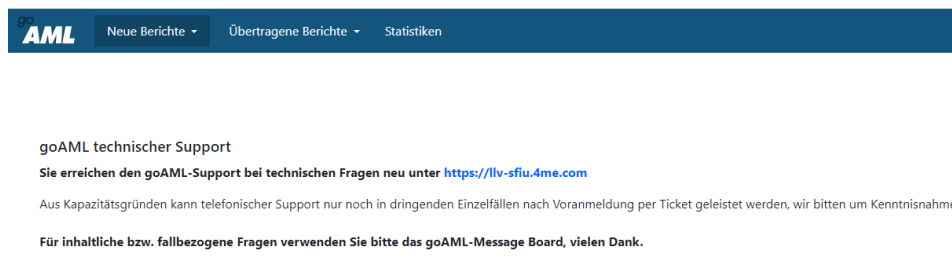 goAML Neue Berichte Übertragene Berichte Statistiken
goAML technischer Support
Sie erreichen den goAML-Support bei technischen Fragen neu unter https://llv-sfiu.4me.com
Aus Kapazitätsgründen kann telefonischer Support nur noch in dringenden Einzelfällen nach Voranmeldung per Ticket geleistet werden, wir bitten um Kenntnisnahme
Für inhaltliche bzw. fallbezogene Fragen verwenden Sie bitte das goAML-Message Board, vielen Dank.